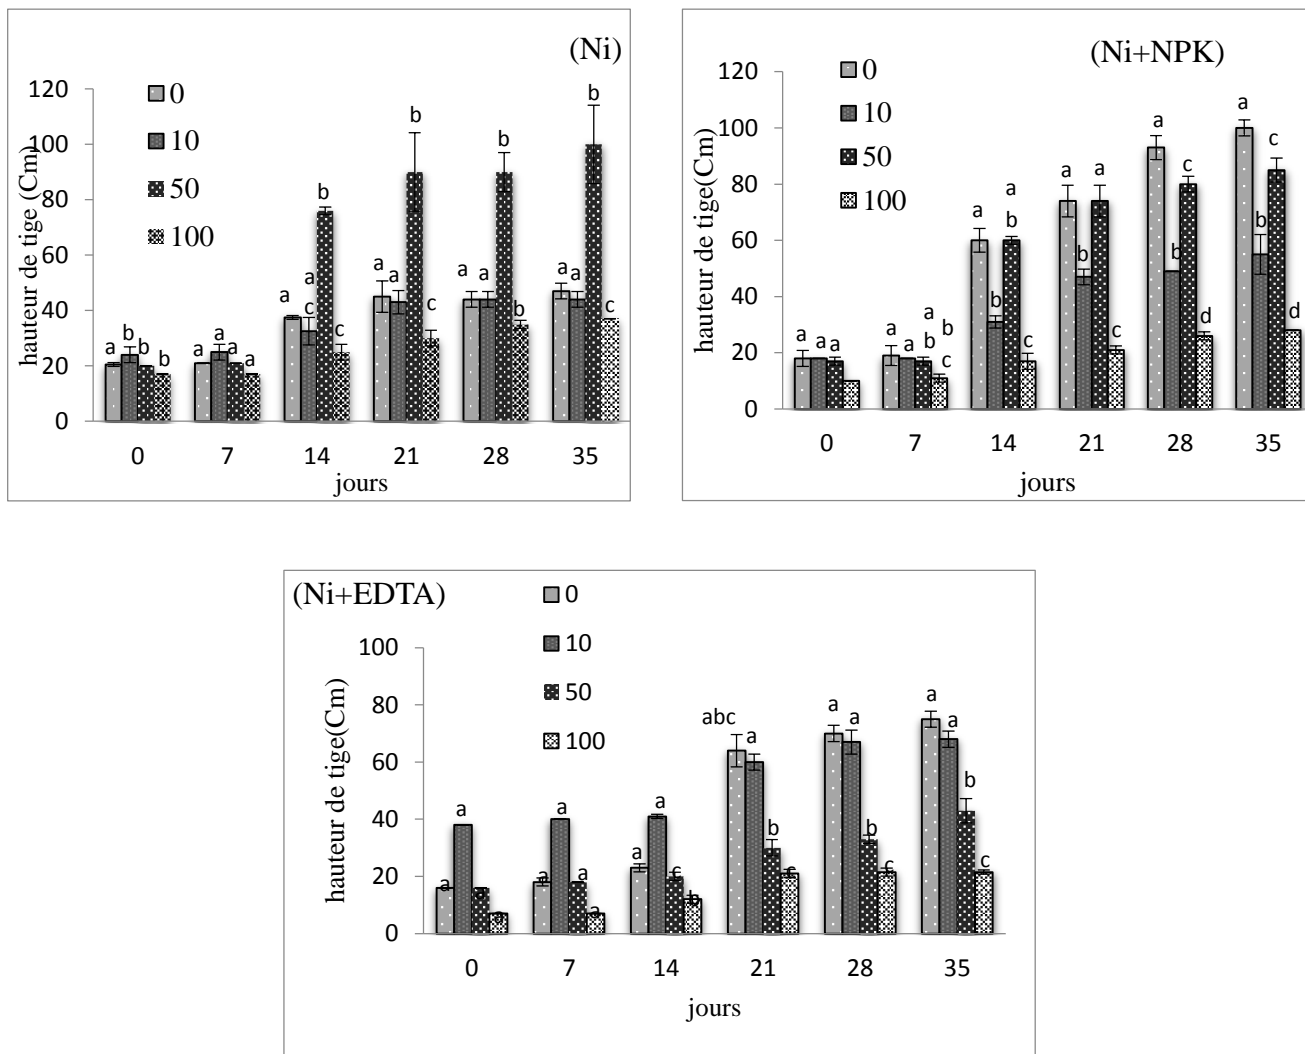 (Ni)
0
10
50
100
hauteur de tige (Cm)
120
100
80
60
40
20
0
a b b b
a a a a
a a c b c
a a b c
a a b b
a a b c
0 7 14 21 28 35
jours
(Ni+NPK)
0
10
50
100
hauteur de tige(Cm)
120
100
80
60
40
20
0
a a a
a a a b b b c
a b a b c
a b a c
a b c d
a b c d
0 7 14 21 28 35
jours
(Ni+EDTA)
0
10
50
100
hauteur de tige(Cm)
100
80
60
40
20
0
a a
a a a a
a a c b
abc a b c
a a b c
a a b c
0 7 14 21 28 35
jours